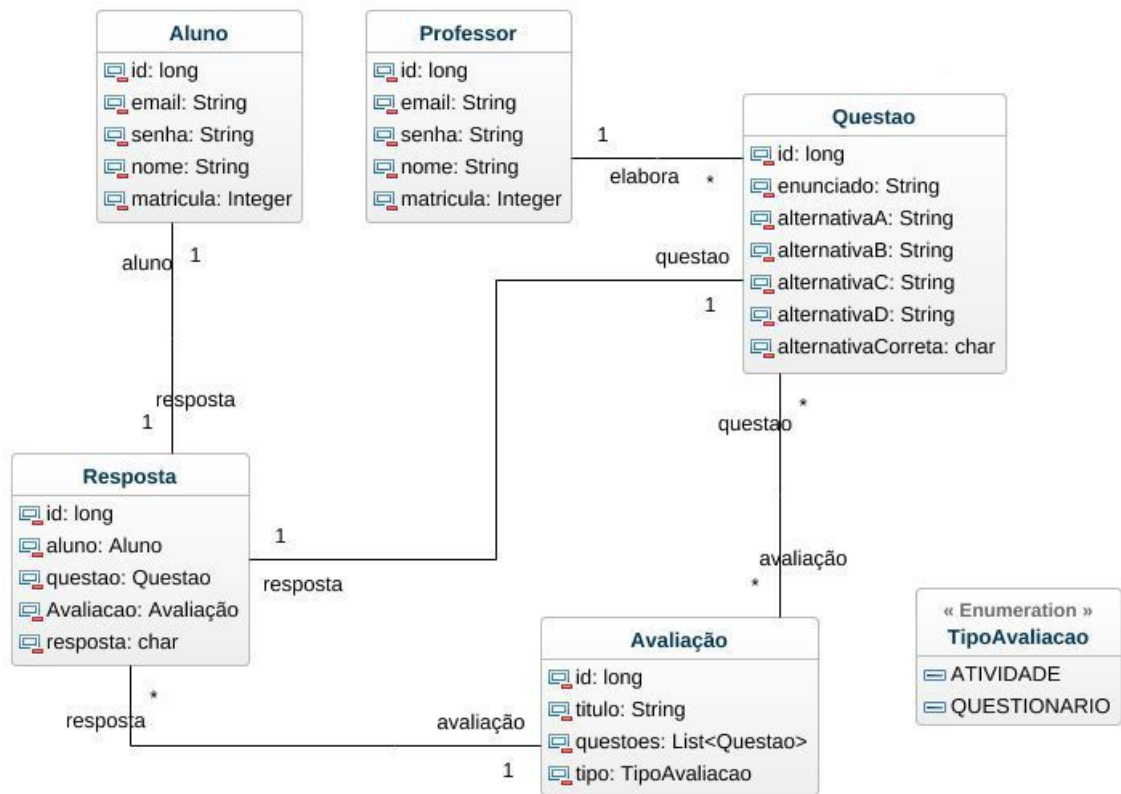 Aluno
id: long
email: String
senha: String
nome: String
matricula: Integer
Professor
id: long
email: String
senha: String
nome: String
matricula: Integer
Questao
id: long
enunciado: String
alternativaA: String
alternativaB: String
alternativaC: String
alternativaD: String
alternativaCorreta: char
1
elabora
*
aluno
1
questao
1
resposta
1
questao
*
Resposta
id: long
aluno: Aluno
questao: Questao
Avaliacao: Avaliação
resposta: char
1
resposta
avaliação
*
*
resposta
avaliação
1
Avaliação
id: long
titulo: String
questoes: List<Questao>
tipo: TipoAvaliacao
« Enumeration »
TipoAvaliacao
ATIVIDADE
QUESTIONARIO